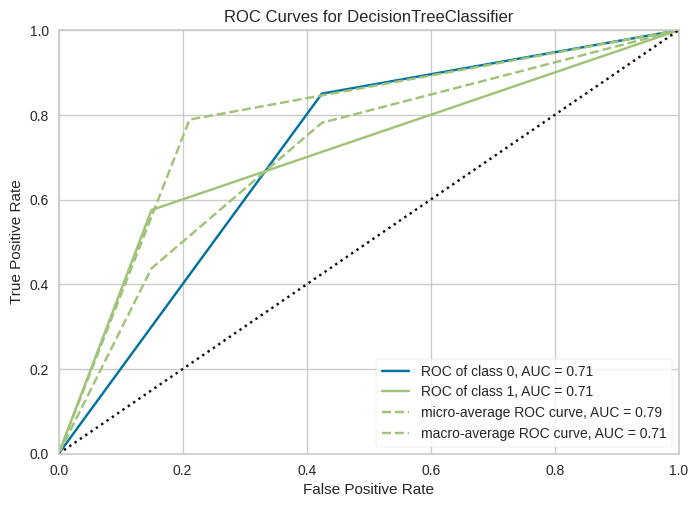 ROC Curves for DecisionTreeClassifier
1.0
0.8
0.6
0.4
0.2
0.0
True Positive Rate
ROC of class 0, AUC = 0.71
ROC of class 1, AUC = 0.71
micro-average ROC curve, AUC = 0.79
macro-average ROC curve, AUC = 0.71
0.0 0.2 0.4 0.6 0.8 1.0
False Positive Rate